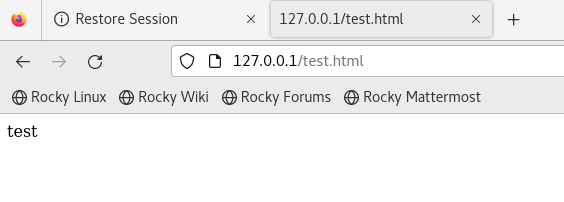 Restore Session
127.0.0.1/test.html
127.0.0.1/test.html
Rocky Linux Rocky Wiki Rocky Forums Rocky Mattermost
test